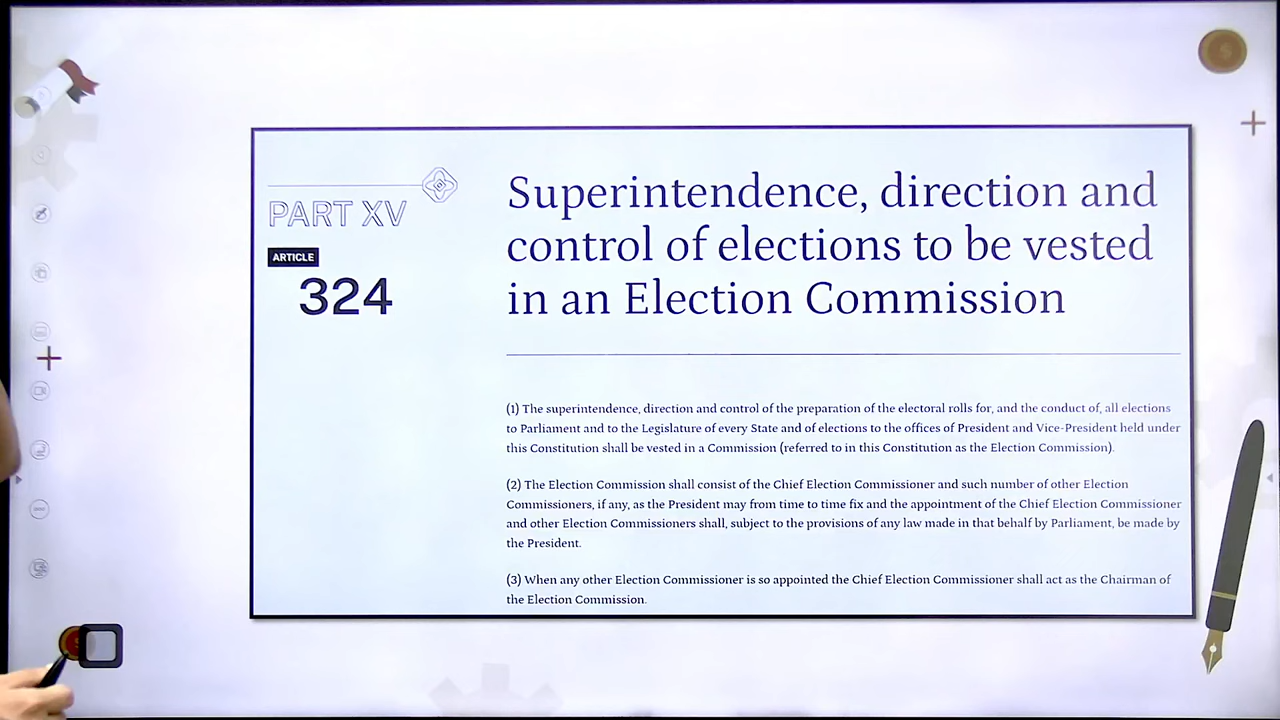 PART XV
ARTICLE
324
Superintendence, direction and
control of elections to be vested
in an Election Commission
(1) The superintendence, direction and control of the preparation of the electoral rolls for, and the conduct of, all elections
to Parliament and to the Legislature of every State and of elections to the offices of President and Vice-President held under
this Constitution shall be vested in a Commission (referred to in this Constitution as the Election Commission).
(2) The Election Commission shall consist of the Chief Election Commissioner and such number of other Election
Commissioners, if any, as the President may from time to time fix and the appointment of the Chief Election Commissioner
and other Election Commissioners shall, subject to the provisions of any law made in that behalf by Parliament, be made by
the President.
(3) When any other Election Commissioner is so appointed the Chief Election Commissioner shall act as the Chairman of
the Election Commission.